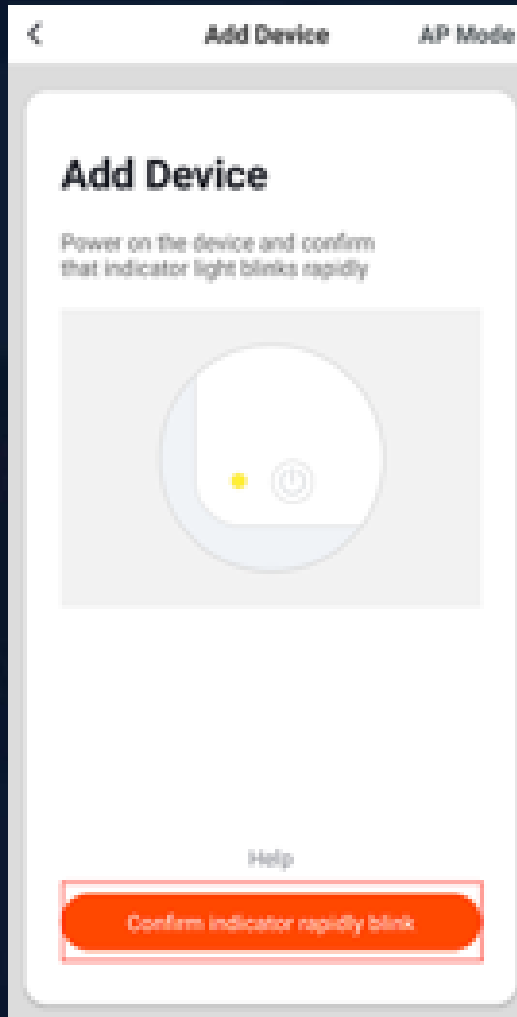 Add Device
AP Mode
Add Device
Power on the device and confirm
that indicator light blinks rapidly
Help
Confirm indicator rapidly blink